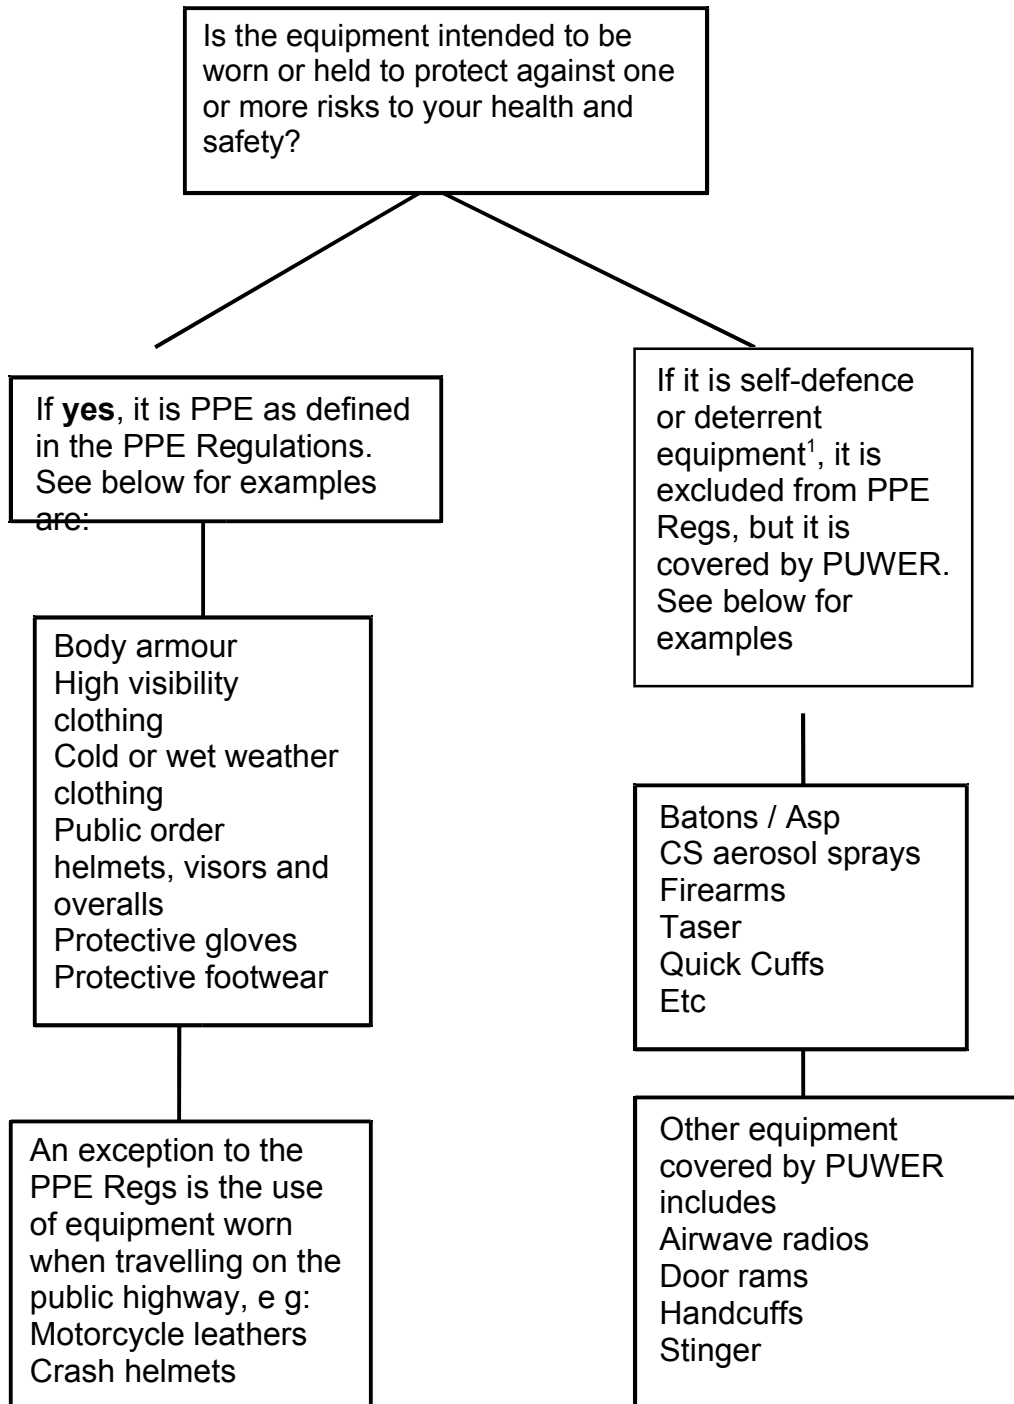 Is the equipment intended to be
worn or held to protect against one
or more risks to your health and
safety?
If yes, it is PPE as defined
in the PPE Regulations.
See below for examples
are:
Body armour
High visibility
clothing
Cold or wet weather
clothing
Public order
helmets, visors and
overalls
Protective gloves
Protective footwear
An exception to the
PPE Regs is the use
of equipment worn
when travelling on the
public highway, e g:
Motorcycle leathers
Crash helmets
If it is self-defence
or deterrent
equipment¹, it is
excluded from PPE
Regs, but it is
covered by PUWER.
See below for
examples
Batons / Asp
CS aerosol sprays
Firearms
Taser
Quick Cuffs
Etc
Other equipment
covered by PUWER
includes
Airwave radios
Door rams
Handcuffs
Stinger